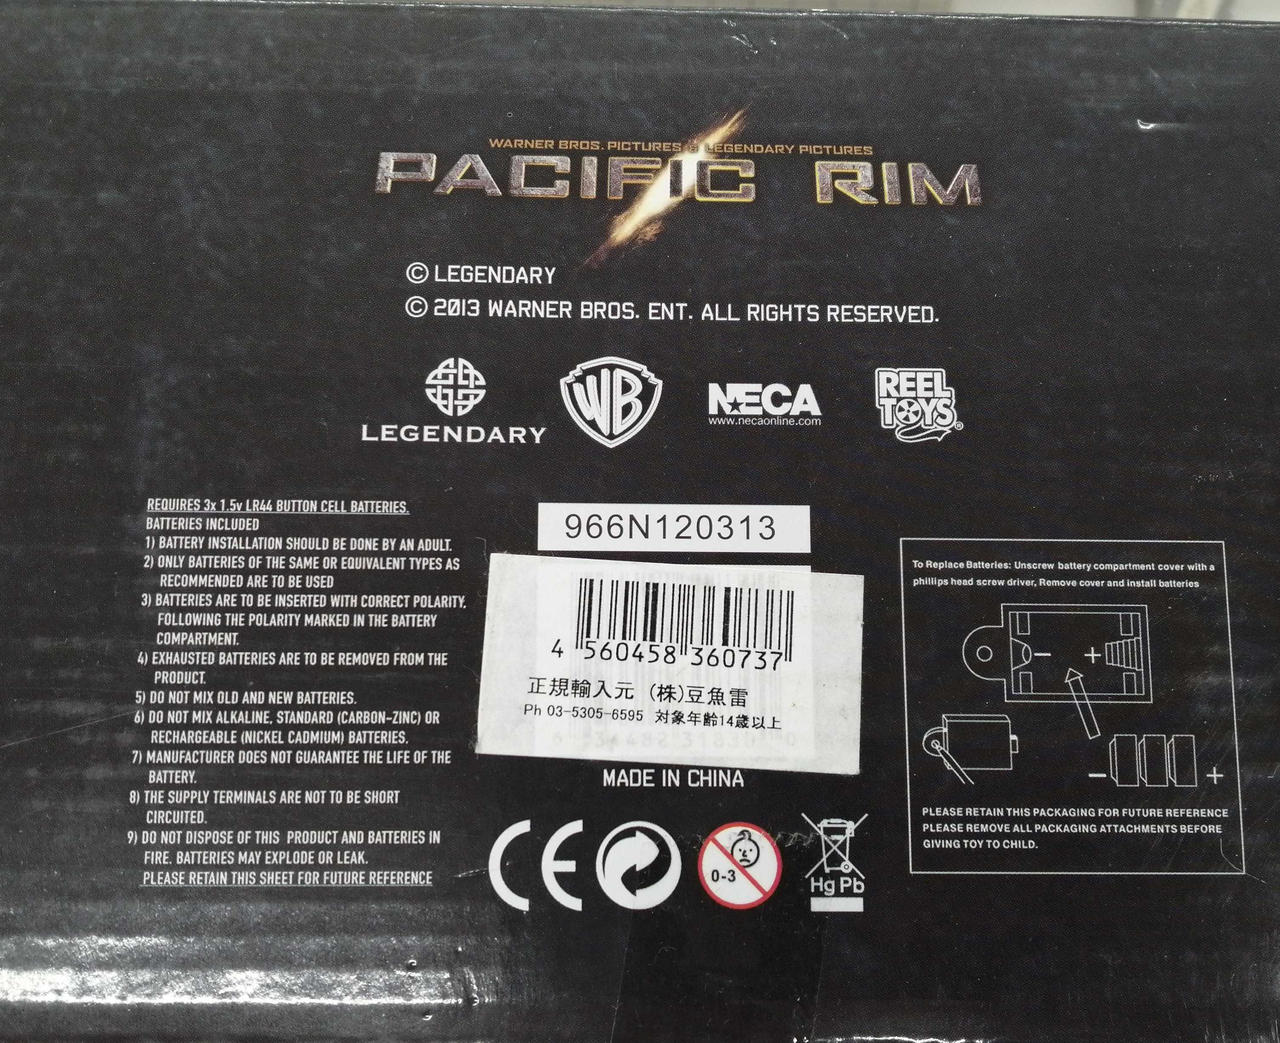 WARNER BROS. PICTURES & LEGENDARY PICTURES
PACIFIC RIM
© LEGENDARY
© 2013 WARNER BROS. ENT. ALL RIGHTS RESERVED.
LEGENDARY
WB
NECA
www.necaonline.com
REEL
TOYS®
REQUIRES 3x 1.5v LR44 BUTTON CELL BATTERIES.
BATTERIES INCLUDED
1) BATTERY INSTALLATION SHOULD BE DONE BY AN ADULT.
2) ONLY BATTERIES OF THE SAME OR EQUIVALENT TYPES AS
RECOMMENDED ARE TO BE USED
3) BATTERIES ARE TO BE INSERTED WITH CORRECT POLARITY,
FOLLOWING THE POLARITY MARKED IN THE BATTERY
COMPARTMENT.
4) EXHAUSTED BATTERIES ARE TO BE REMOVED FROM THE
PRODUCT.
5) DO NOT MIX OLD AND NEW BATTERIES.
6) DO NOT MIX ALKALINE, STANDARD (CARBON-ZINC) OR
RECHARGEABLE (NICKEL CADMIUM) BATTERIES.
7) MANUFACTURER DOES NOT GUARANTEE THE LIFE OF THE
BATTERY.
8) THE SUPPLY TERMINALS ARE NOT TO BE SHORT
CIRCUITED.
9) DO NOT DISPOSE OF THIS PRODUCT AND BATTERIES IN
FIRE. BATTERIES MAY EXPLODE OR LEAK.
PLEASE RETAIN THIS SHEET FOR FUTURE REFERENCE
966N120313
4 560458 360737
正規輸入元 (株)豆魚雷
Ph 03-5305-6595 対象年齢14歳以上
MADE IN CHINA
CE
0-3
Hg Pb
To Replace Batteries: Unscrew battery compartment cover with a
phillips head screw driver, Remove cover and install batteries
− +
− +
PLEASE RETAIN THIS PACKAGING FOR FUTURE REFERENCE
PLEASE REMOVE ALL PACKAGING ATTACHMENTS BEFORE
GIVING TOY TO CHILD.